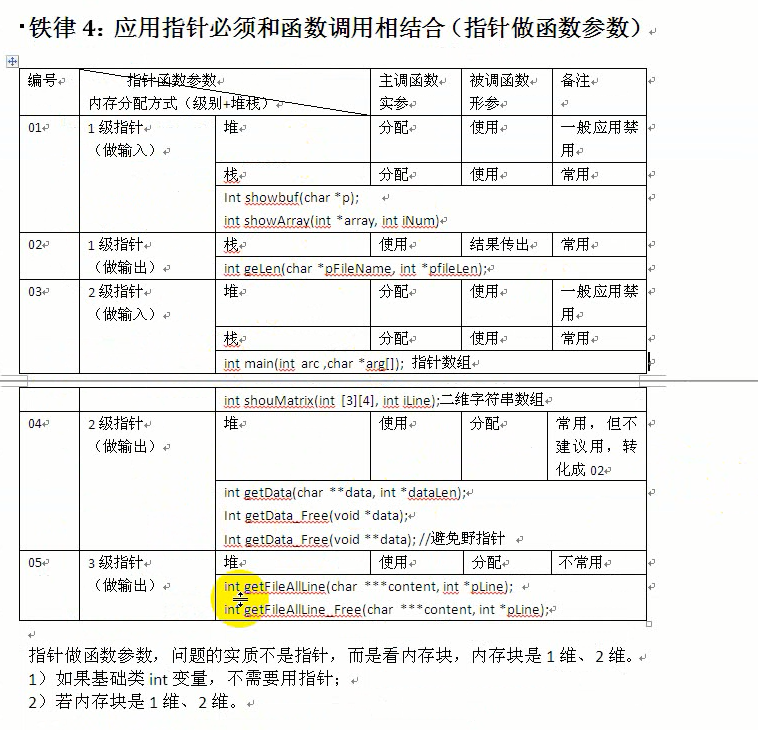 ·铁律 4：应用指针必须和函数调用相结合（指针做函数参数）
编号
指针函数参数
内存分配方式（级别+堆栈）
主调函数
实参
被调函数
形参
备注
01
1 级指针
（做输入）
堆
分配
使用
一般应用禁
用
栈
分配
使用
常用
Int showbuf(char *p);
int showArray(int *array, int iNum)
02
1 级指针
（做输出）
栈
使用
结果传出
常用
int geLen(char *pFileName, int *pfileLen);
03
2 级指针
（做输入）
堆
分配
使用
一般应用禁
用
栈
分配
使用
常用
int main(int arc ,char *arg[]); 指针数组
int shouMatrix(int [3][4], int iLine);二维字符串数组
04
2 级指针
（做输出）
堆
使用
分配
常用，但不
建议用，转
化成 02
int getData(char **data, int *dataLen);
Int getData_Free(void *data);
Int getData_Free(void **data); //避免野指针
05
3 级指针
（做输出）
堆
使用
分配
不常用
int getFileAllLine(char ***content, int *pLine);
int getFileAllLine_Free(char ***content, int *pLine);
指针做函数参数，问题的实质不是指针，而是看内存块，内存块是 1 维、2 维。
1）如果基础类 int 变量，不需要用指针；
2）若内存块是 1 维、2 维。